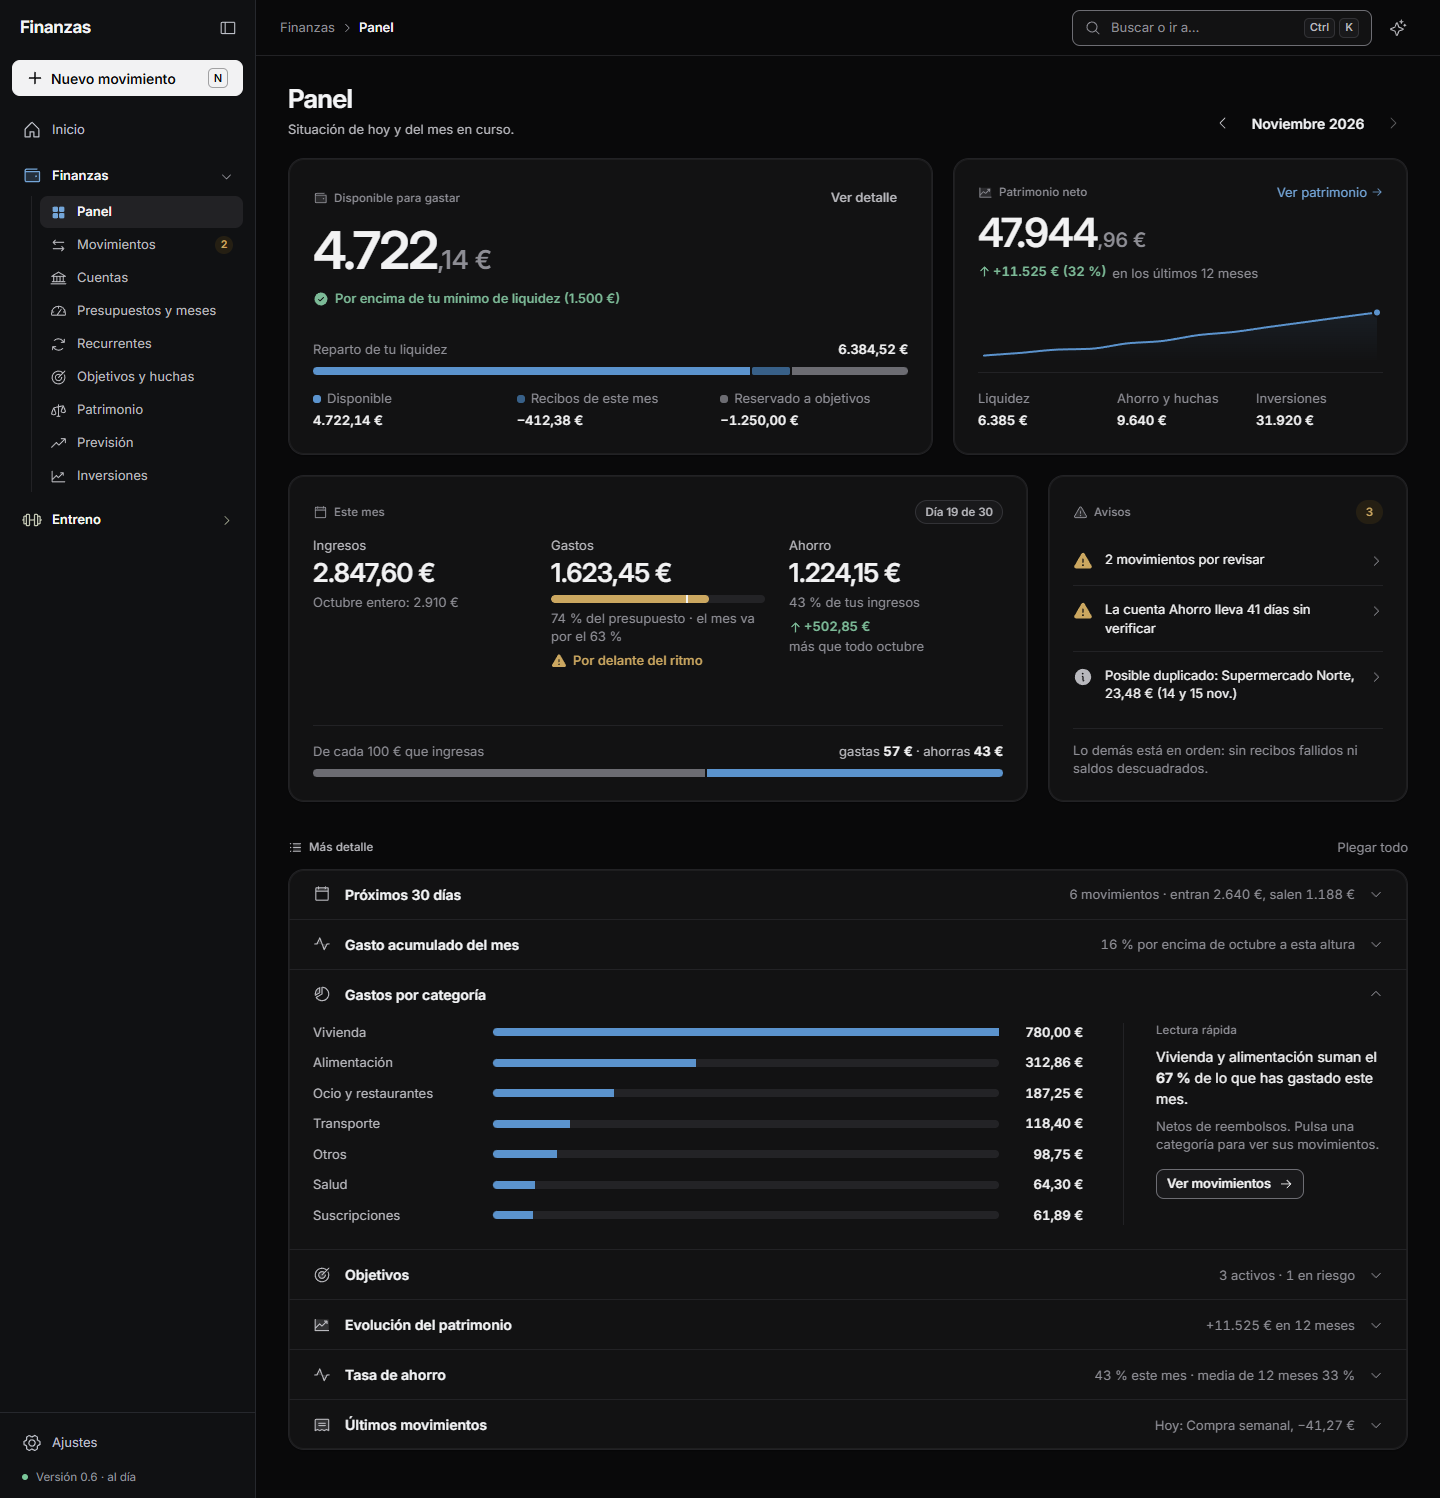 Finanzas
Nuevo movimiento N
Inicio
Finanzas
Panel
Movimientos 2
Cuentas
Presupuestos y meses
Recurrentes
Objetivos y huchas
Patrimonio
Previsión
Inversiones
Entreno
Ajustes
Versión 0.6 · al día
Finanzas > Panel
Buscar o ir a... Ctrl K
Panel
Situación de hoy y del mes en curso.
Noviembre 2026
Disponible para gastar
Ver detalle
4.722,14 €
Por encima de tu mínimo de liquidez (1.500 €)
Reparto de tu liquidez 6.384,52 €
Disponible Recibos de este mes Reservado a objetivos
4.722,14 € −412,38 € −1.250,00 €
Patrimonio neto
Ver patrimonio →
47.944,96 €
↑ +11.525 € (32 %) en los últimos 12 meses
Liquidez Ahorro y huchas Inversiones
6.385 € 9.640 € 31.920 €
Este mes
Día 19 de 30
Ingresos
2.847,60 €
Octubre entero: 2.910 €
Gastos
1.623,45 €
74 % del presupuesto · el mes va
por el 63 %
Por delante del ritmo
Ahorro
1.224,15 €
43 % de tus ingresos
↑ +502,85 €
más que todo octubre
De cada 100 € que ingresas gastas 57 € · ahorras 43 €
Avisos 3
2 movimientos por revisar
La cuenta Ahorro lleva 41 días sin
verificar
Posible duplicado: Supermercado Norte,
23,48 € (14 y 15 nov.)
Lo demás está en orden: sin recibos fallidos ni
saldos descuadrados.
Más detalle
Plegar todo
Próximos 30 días 6 movimientos · entran 2.640 €, salen 1.188 €
Gasto acumulado del mes 16 % por encima de octubre a esta altura
Gastos por categoría
Vivienda 780,00 €
Alimentación 312,86 €
Ocio y restaurantes 187,25 €
Transporte 118,40 €
Otros 98,75 €
Salud 64,30 €
Suscripciones 61,89 €
Lectura rápida
Vivienda y alimentación suman el
67 % de lo que has gastado este
mes.
Netos de reembolsos. Pulsa una
categoría para ver sus movimientos.
Ver movimientos →
Objetivos 3 activos · 1 en riesgo
Evolución del patrimonio +11.525 € en 12 meses
Tasa de ahorro 43 % este mes · media de 12 meses 33 %
Últimos movimientos Hoy: Compra semanal, −41,27 €